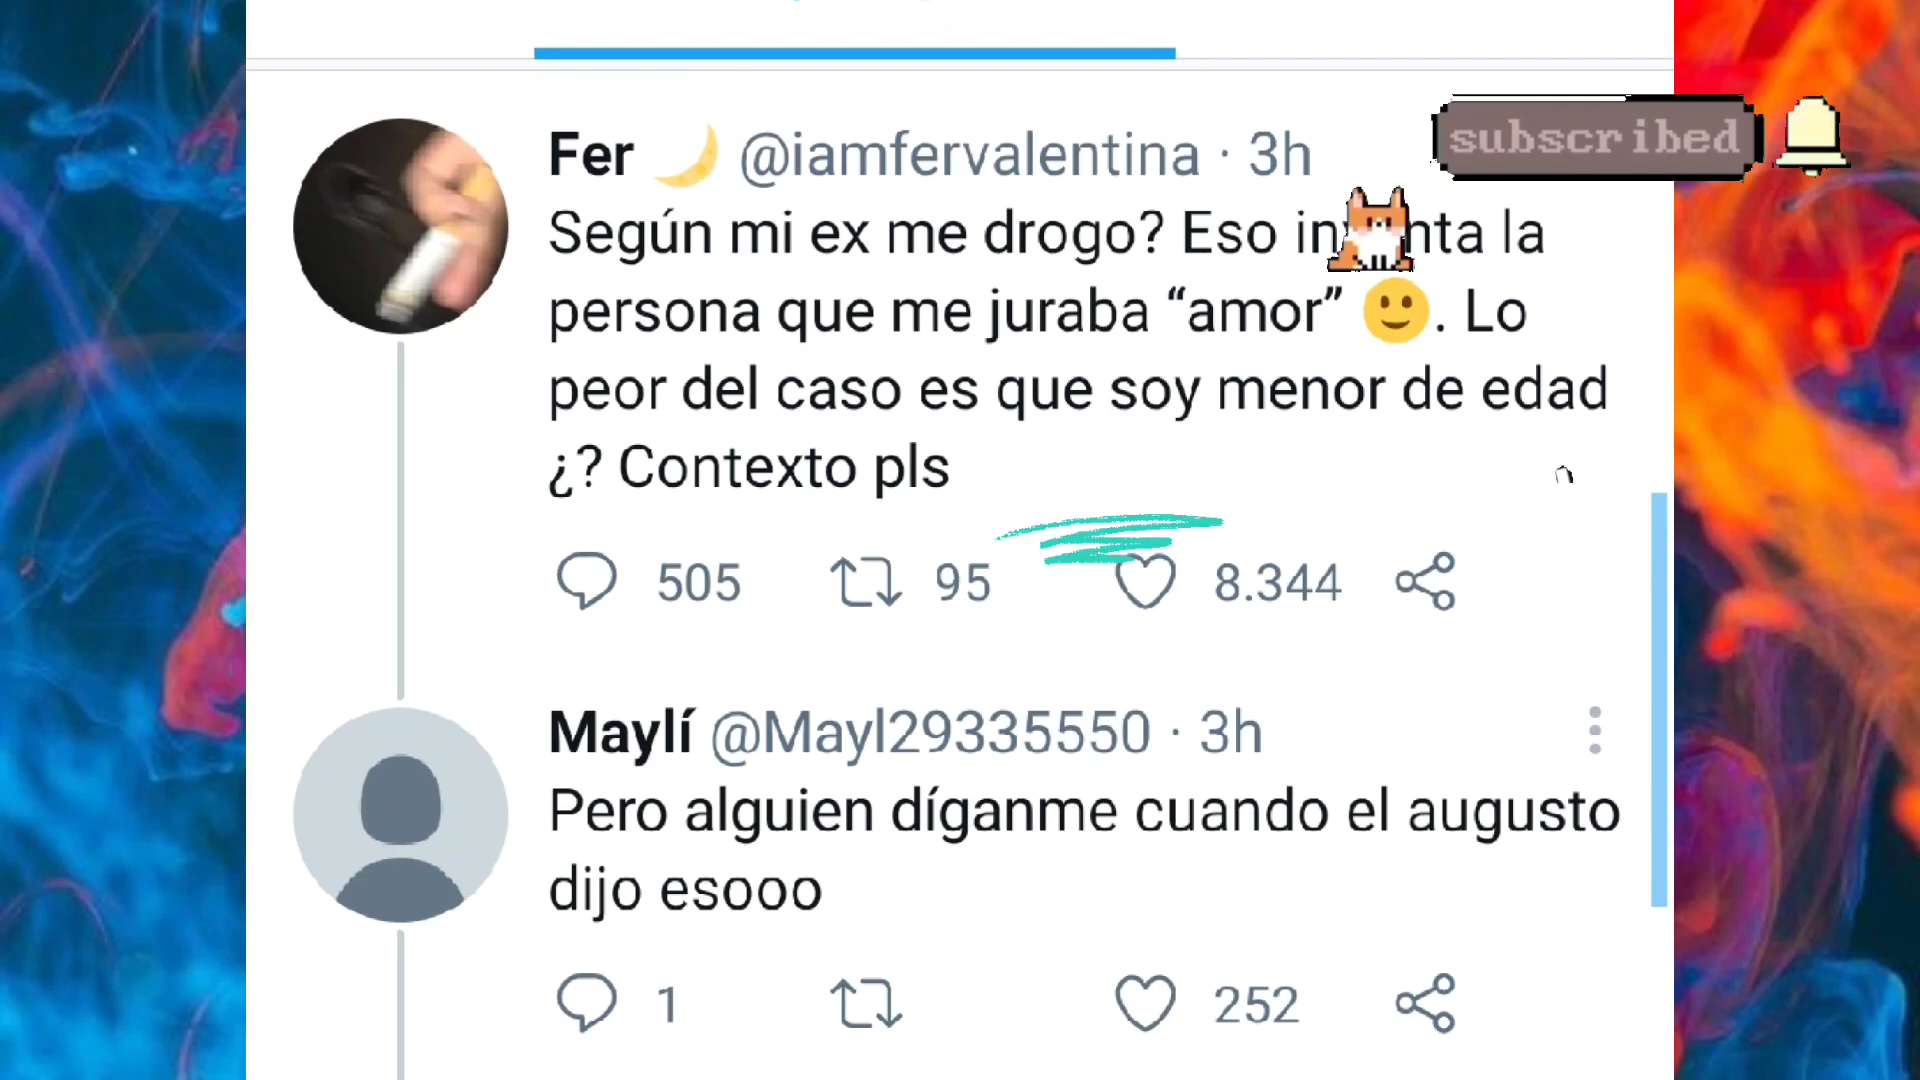 Fer 🌙 @iamfervalentina · 3h
subscribed
Según mi ex me drogo? Eso in nta la
persona que me juraba “amor” 🙂. Lo
peor del caso es que soy menor de edad
¿? Contexto pls
505 95 8.344
Maylí @Mayl29335550 · 3h
Pero alguien díganme cuando el augusto
dijo esooo
1 252